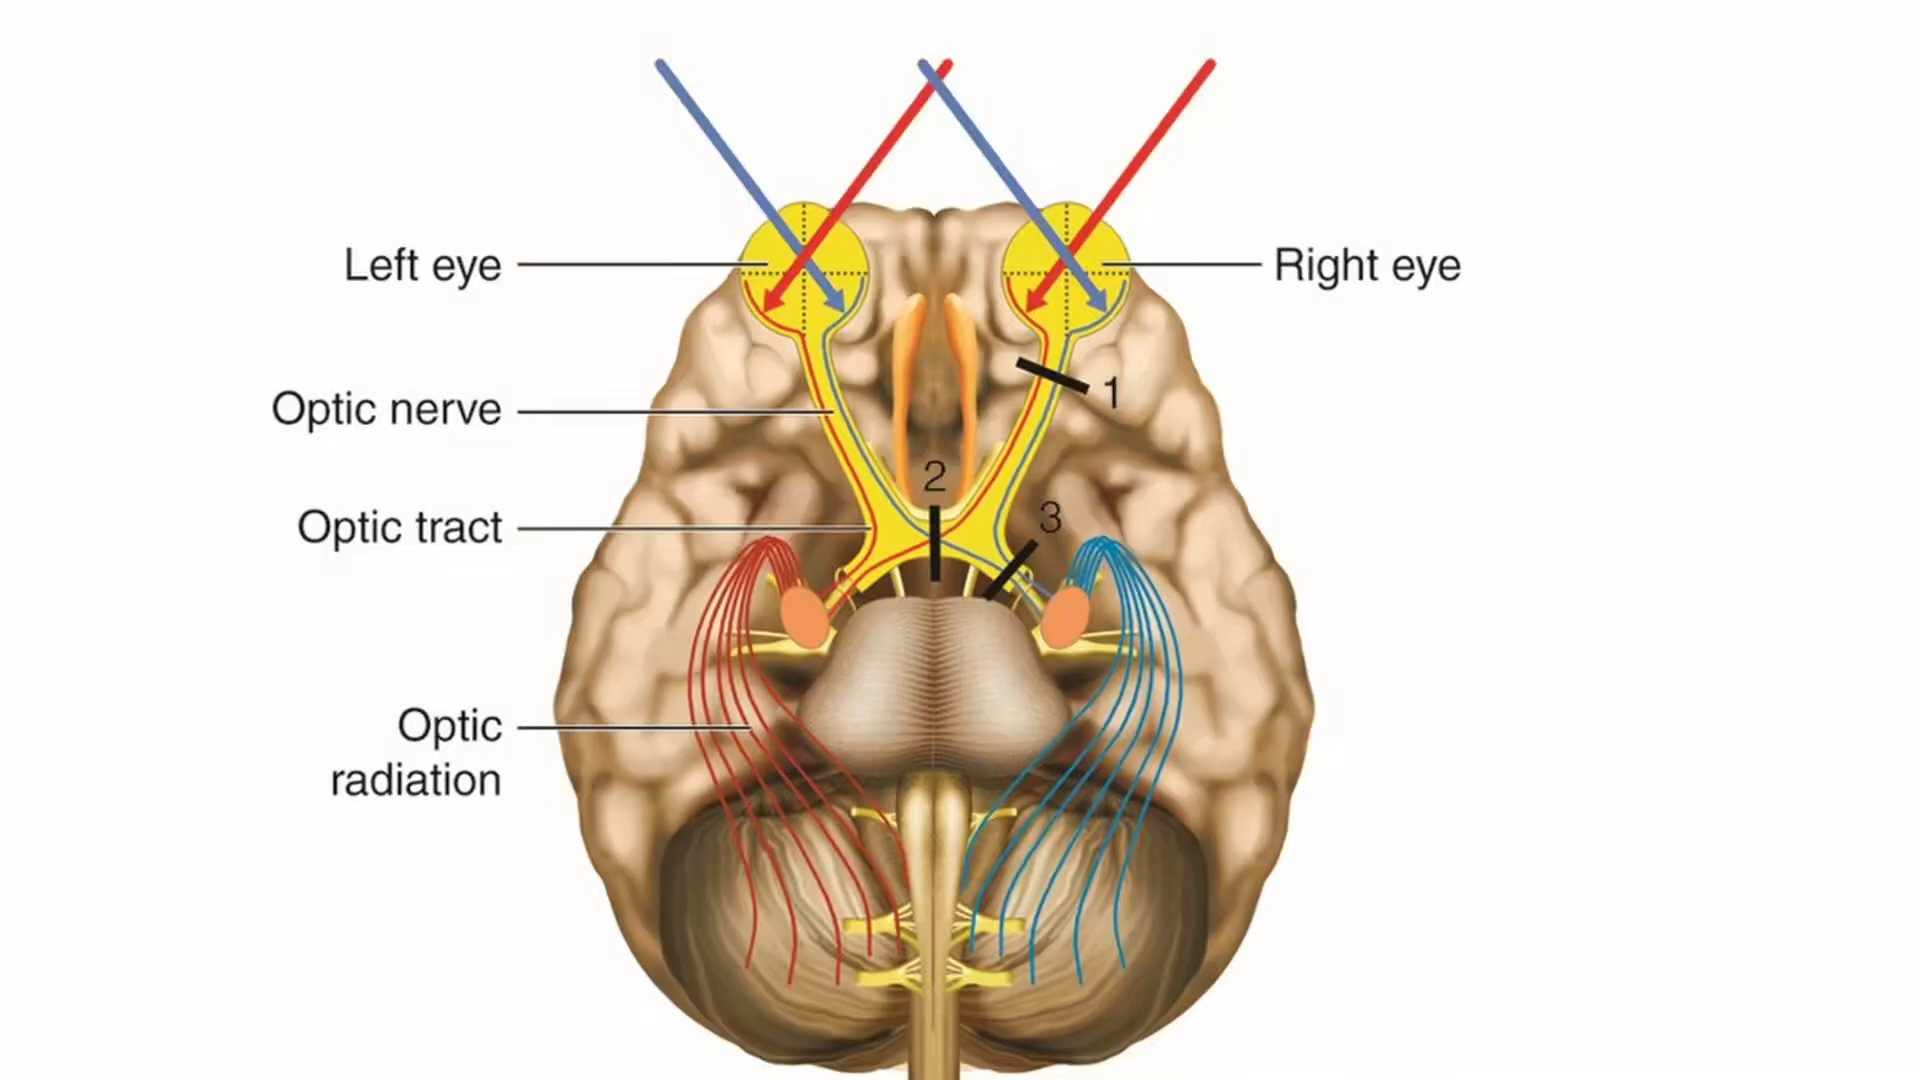 Left eye
Right eye
1
Optic nerve
2
3
Optic tract
Optic
radiation